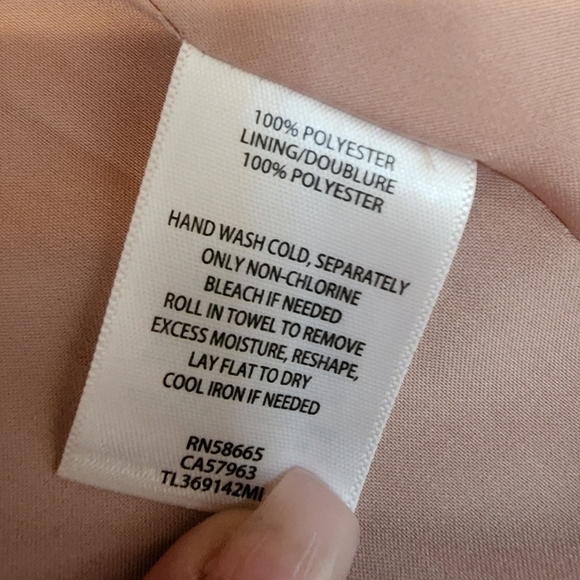 100% POLYESTER
LINING/DOUBLURE
100% POLYESTER
HAND WASH COLD, SEPARATELY
ONLY NON-CHLORINE
BLEACH IF NEEDED
ROLL IN TOWEL TO REMOVE
EXCESS MOISTURE, RESHAPE,
LAY FLAT TO DRY
COOL IRON IF NEEDED
RN58665
CA57963